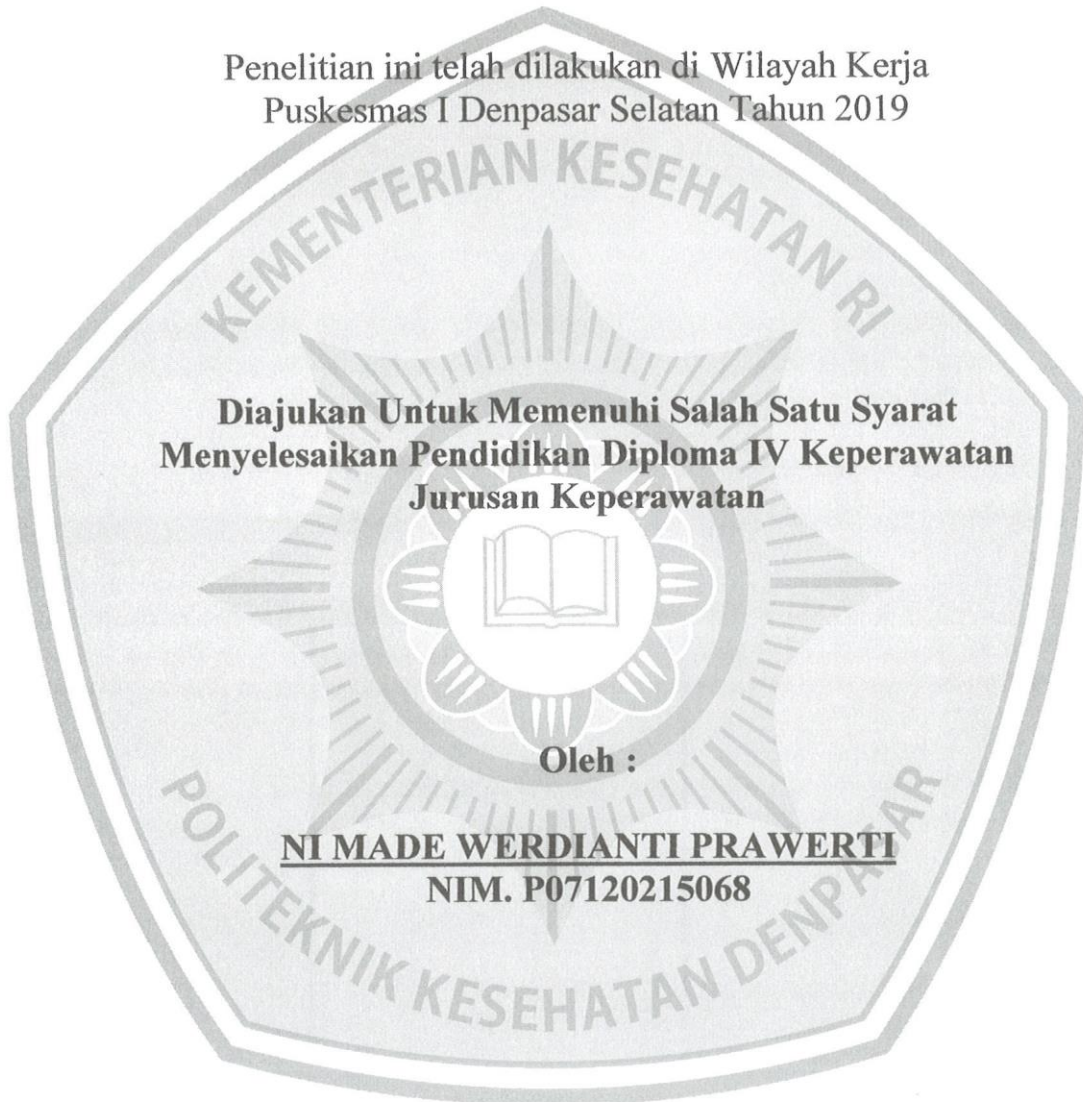 Penelitian ini telah dilakukan di Wilayah Kerja
Puskesmas I Denpasar Selatan Tahun 2019
KEMENTERIAN KESEHATAN RI
Diajukan Untuk Memenuhi Salah Satu Syarat
Menyelesaikan Pendidikan Diploma IV Keperawatan
Jurusan Keperawatan
Oleh :
NI MADE WERDIANTI PRAWERTI
NIM. P07120215068
POLITEKNIK KESEHATAN DENPASAR